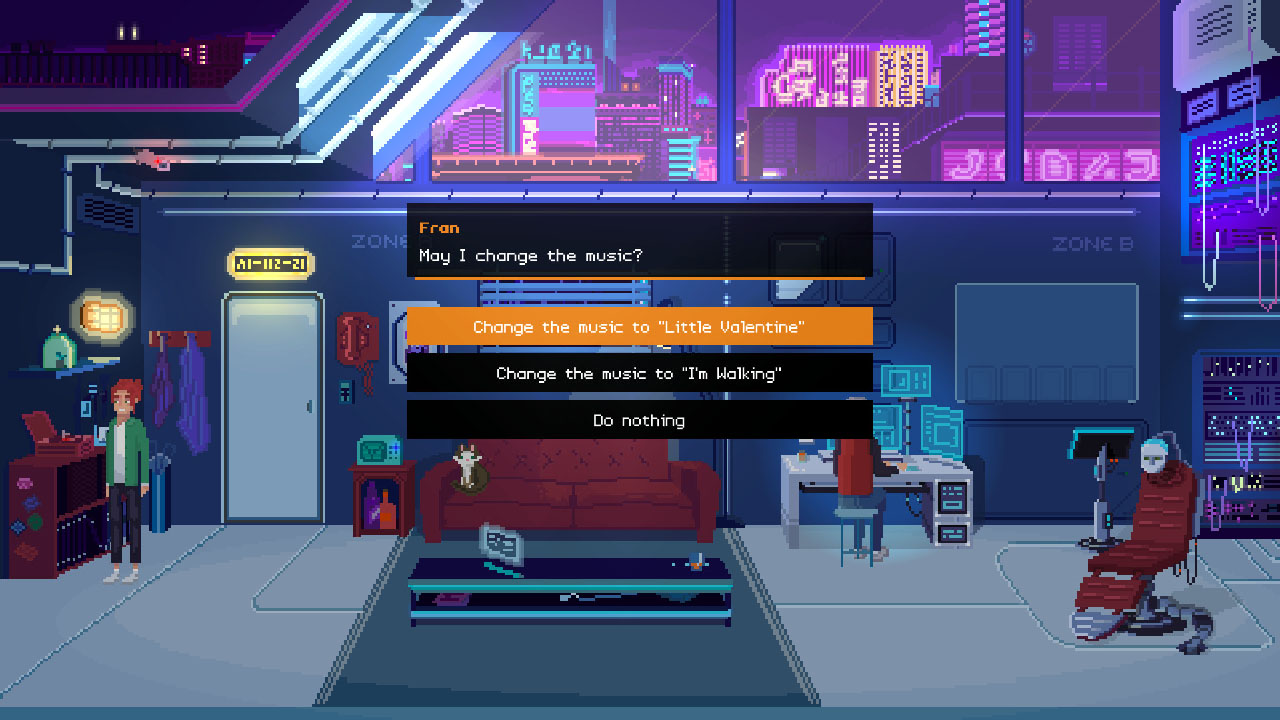 A1-112-21
ZONE
ZONE B
Fran
May I change the music?
Change the music to "Little Valentine"
Change the music to "I'm Walking"
Do nothing